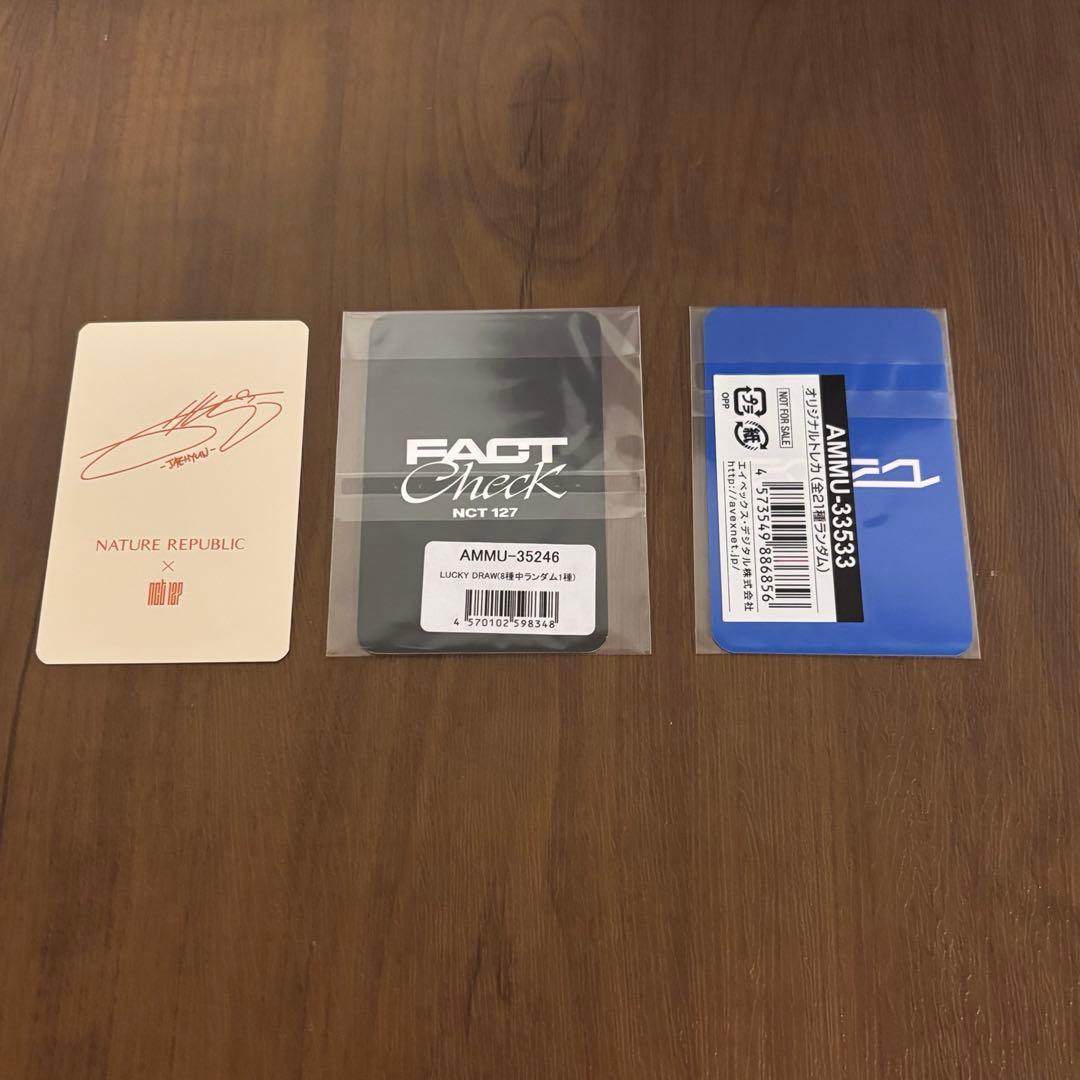 -JAEHYUN-
NATURE REPUBLIC
×
nct 127
FACT
Check
NCT 127
AMMU-35246
LUCKY DRAW(8種中ランダム1種)
4 570102 598348
AMMU-33533
オリジナルトレカ(全21種ランダム)
NOT FOR SALE
プラ
紙
OPP
4 573549 886856
エイベックス・デジタル株式会社
http://avexnet.jp/